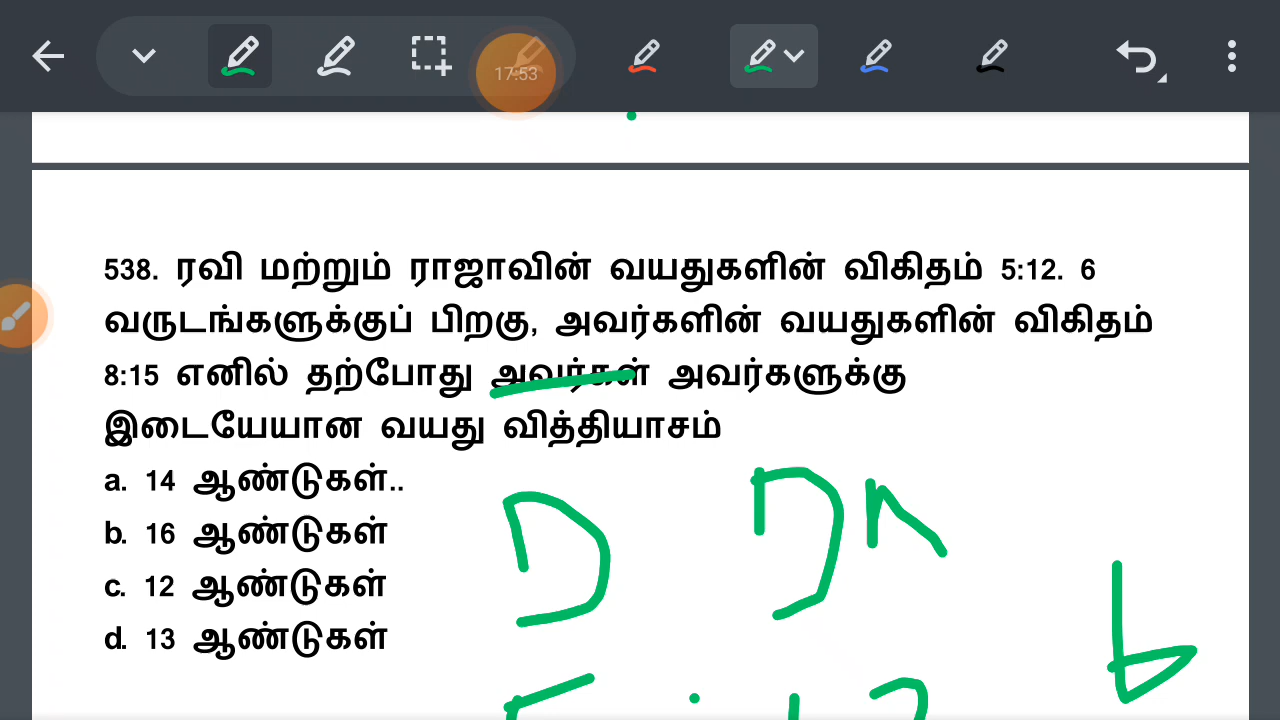 17:53
538. ரவி மற்றும் ராஜாவின் வயதுகளின் விகிதம் 5:12. 6
வருடங்களுக்குப் பிறகு, அவர்களின் வயதுகளின் விகிதம்
8:15 எனில் தற்போது அவர்கள் அவர்களுக்கு
இடையேயான வயது வித்தியாசம்
a. 14 ஆண்டுகள்..
b. 16 ஆண்டுகள்
c. 12 ஆண்டுகள்
d. 13 ஆண்டுகள்